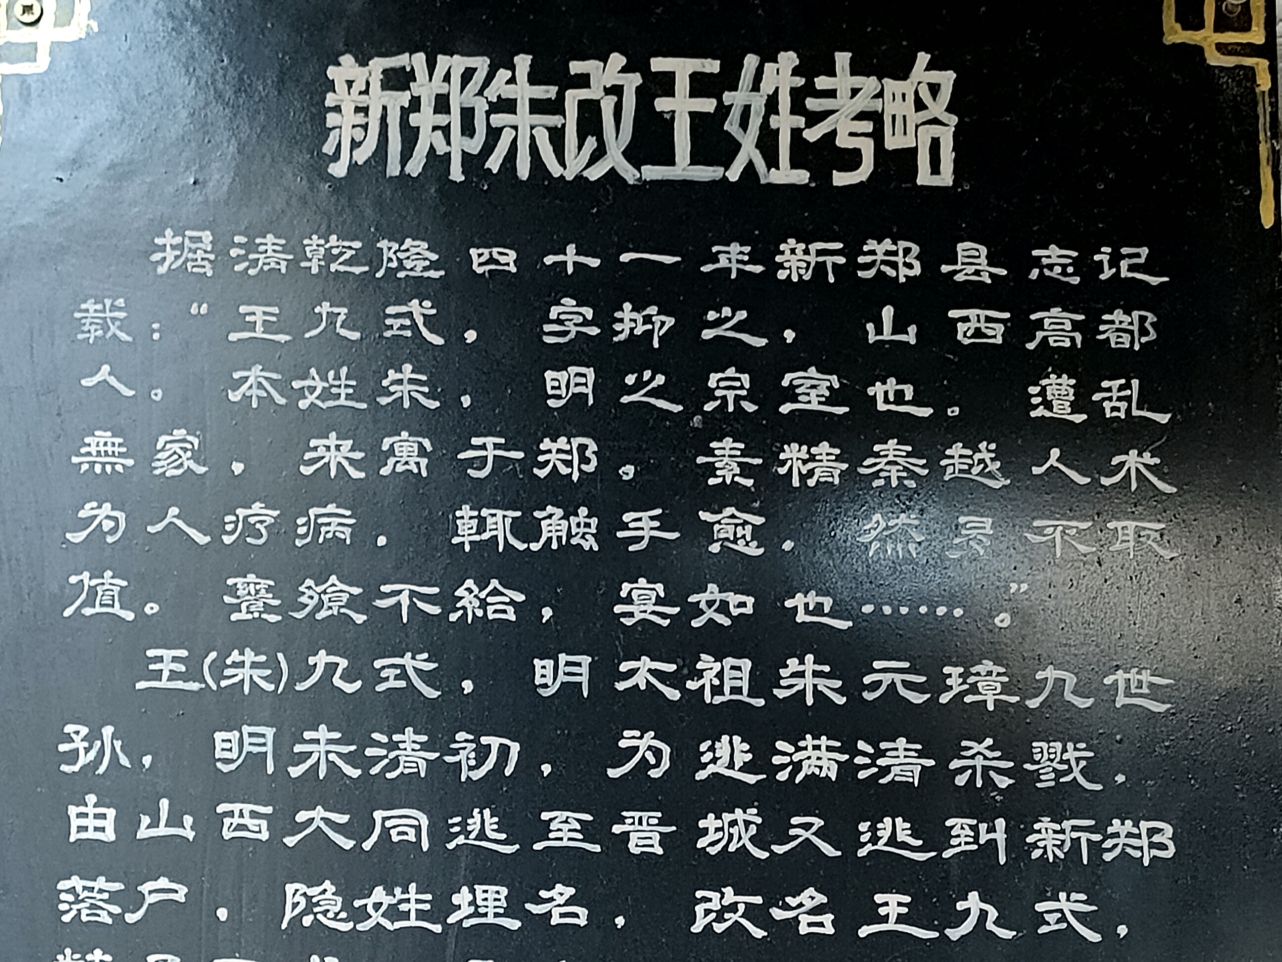 新郑朱改王姓考略
据清乾隆四十一年新郑县志记
载：“王九式，字抑之，山西高都
人。本姓朱，明之宗室也。遭乱
無家，来寓于郑。素精秦越人术
为人疗病，輒触手愈，然不取
值。饔飧不給，宴如也……。”
王(朱)九式，明太祖朱元璋九世
孙，明末清初，为逃满清杀戮，
由山西大同逃至晋城又逃到新郑
落户，隐姓埋名，改名王九式，